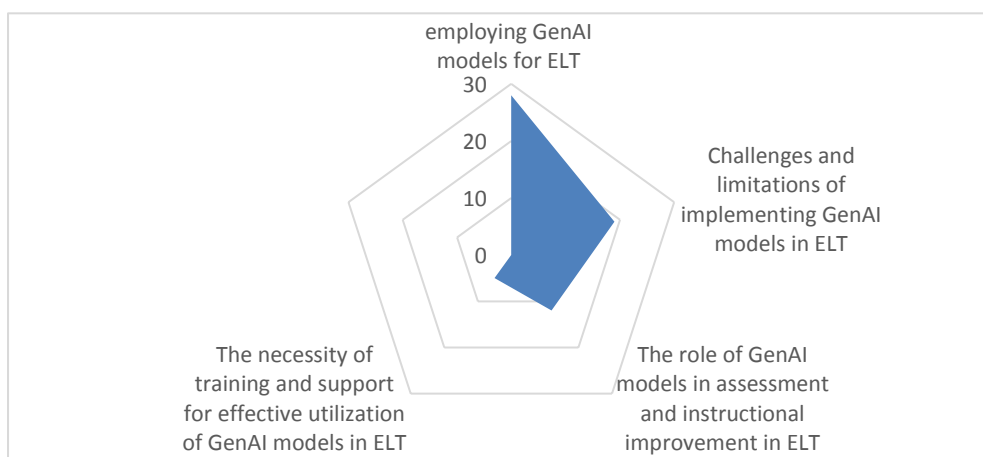 employing GenAI
models for ELT
30
20
10
0
Challenges and
limitations of
implementing GenAI
models in ELT
The role of GenAI
models in assessment
and instructional
improvement in ELT
The necessity of
training and support
for effective utilization
of GenAI models in ELT